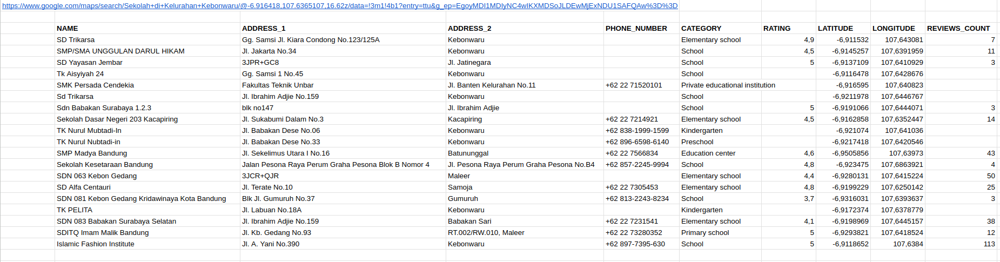 https://www.google.com/maps/search/Sekolah+di+Kelurahan+Kebonwaru/@-6.916418,107.6365107,16.62z/data=!3m1!4b1?entry=ttu&g_ep=EgoyMDI1MDIyNC4wIKXMDSoJLDEwMjExNDU1SAFQAw%3D%3D
NAME ADDRESS_1 ADDRESS_2 PHONE_NUMBER CATEGORY RATING LATITUDE LONGITUDE REVIEWS_COUNT
SD Trikarsa Gg. Samsi Jl. Kiara Condong No.123/125A Kebonwaru Elementary school 4,9 -6,911532 107,643081 7
SMP/SMA UNGGULAN DARUL HIKAM Jl. Jakarta No.34 Kebonwaru School 4,5 -6,9145257 107,6391959 11
SD Yayasan Jembar 3JPR+GC8 Jl. Jatinegara School 5 -6,9137109 107,6410929 3
Tk Aisyiyah 24 Gg. Samsi 1 No.45 Kebonwaru School -6,9116478 107,6428676
SMK Persada Cendekia Fakultas Teknik Unbar Jl. Banten Kelurahan No.11 +62 22 71520101 Private educational institution -6,916595 107,640823
Sd Trikarsa Jl. Ibrahim Adjie No.159 Kebonwaru School -6,9211978 107,6446767
Sdn Babakan Surabaya 1.2.3 blk no147 Jl. Ibrahim Adjie School 5 -6,9191066 107,6444071 3
Sekolah Dasar Negeri 203 Kacapiring Jl. Sukabumi Dalam No.3 Kacapiring +62 22 7214921 Elementary school 4,5 -6,9162858 107,6352447 14
TK Nurul Mubtadi-In Jl. Babakan Dese No.06 Kebonwaru +62 838-1999-1599 Kindergarten -6,921074 107,641036
TK Nurul Nubtadi-in Jl. Babakan Dese No.33 Kebonwaru +62 896-6598-6140 Preschool -6,9217418 107,6420546
SMP Madya Bandung Jl. Sekelimus Utara I No.16 Batununggal +62 22 7566834 Education center 4,6 -6,9505856 107,63973 43
Sekolah Kesetaraan Bandung Jalan Pesona Raya Perum Graha Pesona Blok B Nomor 4 Jl. Pesona Raya Perum Graha Pesona No.B4 +62 857-2245-9994 School 4,8 -6,923475 107,6863921 4
SDN 063 Kebon Gedang 3JCR+QJR Maleer Elementary school 4,4 -6,9280131 107,6415224 50
SD Alfa Centauri Jl. Terate No.10 Samoja +62 22 7305453 Elementary school 4,8 -6,9199229 107,6250142 25
SDN 081 Kebon Gedang Kridawinaya Kota Bandung Blk Jl. Gumuruh No.37 Gumuruh +62 813-2243-8234 School 3,7 -6,9316031 107,6393637 3
TK PELITA Jl. Labuan No.18A Kebonwaru Kindergarten -6,9172374 107,6378779
SDN 083 Babakan Surabaya Selatan Jl. Ibrahim Adjie No.159 Babakan Sari +62 22 7231541 Elementary school 4,1 -6,9198969 107,6445157 38
SDITQ Imam Malik Bandung Jl. Kb. Gedang No.93 RT.002/RW.010, Maleer +62 22 73280352 Primary school 5 -6,9293821 107,6418524 12
Islamic Fashion Institute Jl. A. Yani No.390 Kebonwaru +62 897-7395-630 School 5 -6,9118652 107,6384 113